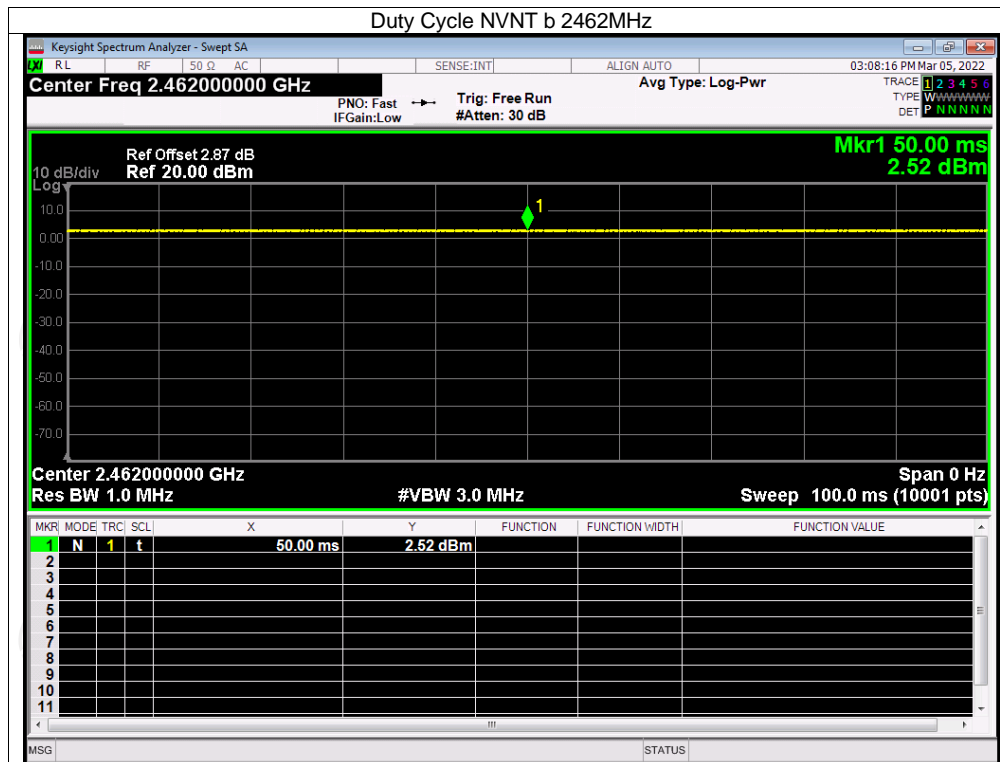 Duty Cycle NVNT b 2462MHz
Keysight Spectrum Analyzer - Swept SA
LXI RL RF 50 Ω AC SENSE:INT ALIGN AUTO 03:08:16 PM Mar 05, 2022
Center Freq 2.462000000 GHz Avg Type: Log-Pwr TRACE 1 2 3 4 5 6
PNO: Fast Trig: Free Run TYPE WWWWWW
IFGain:Low #Atten: 30 dB DET P N N N N N
Mkr1 50.00 ms
Ref Offset 2.87 dB 2.52 dBm
10 dB/div Ref 20.00 dBm
Log
1
10.0
0.00
-10.0
-20.0
-30.0
-40.0
-50.0
-60.0
-70.0
Center 2.462000000 GHz Span 0 Hz
Res BW 1.0 MHz #VBW 3.0 MHz Sweep 100.0 ms (10001 pts)
MKR MODE TRC SCL X Y FUNCTION FUNCTION WIDTH FUNCTION VALUE
1 N 1 t 50.00 ms 2.52 dBm
2
3
4
5
6
7
8
9
10
11
MSG STATUS